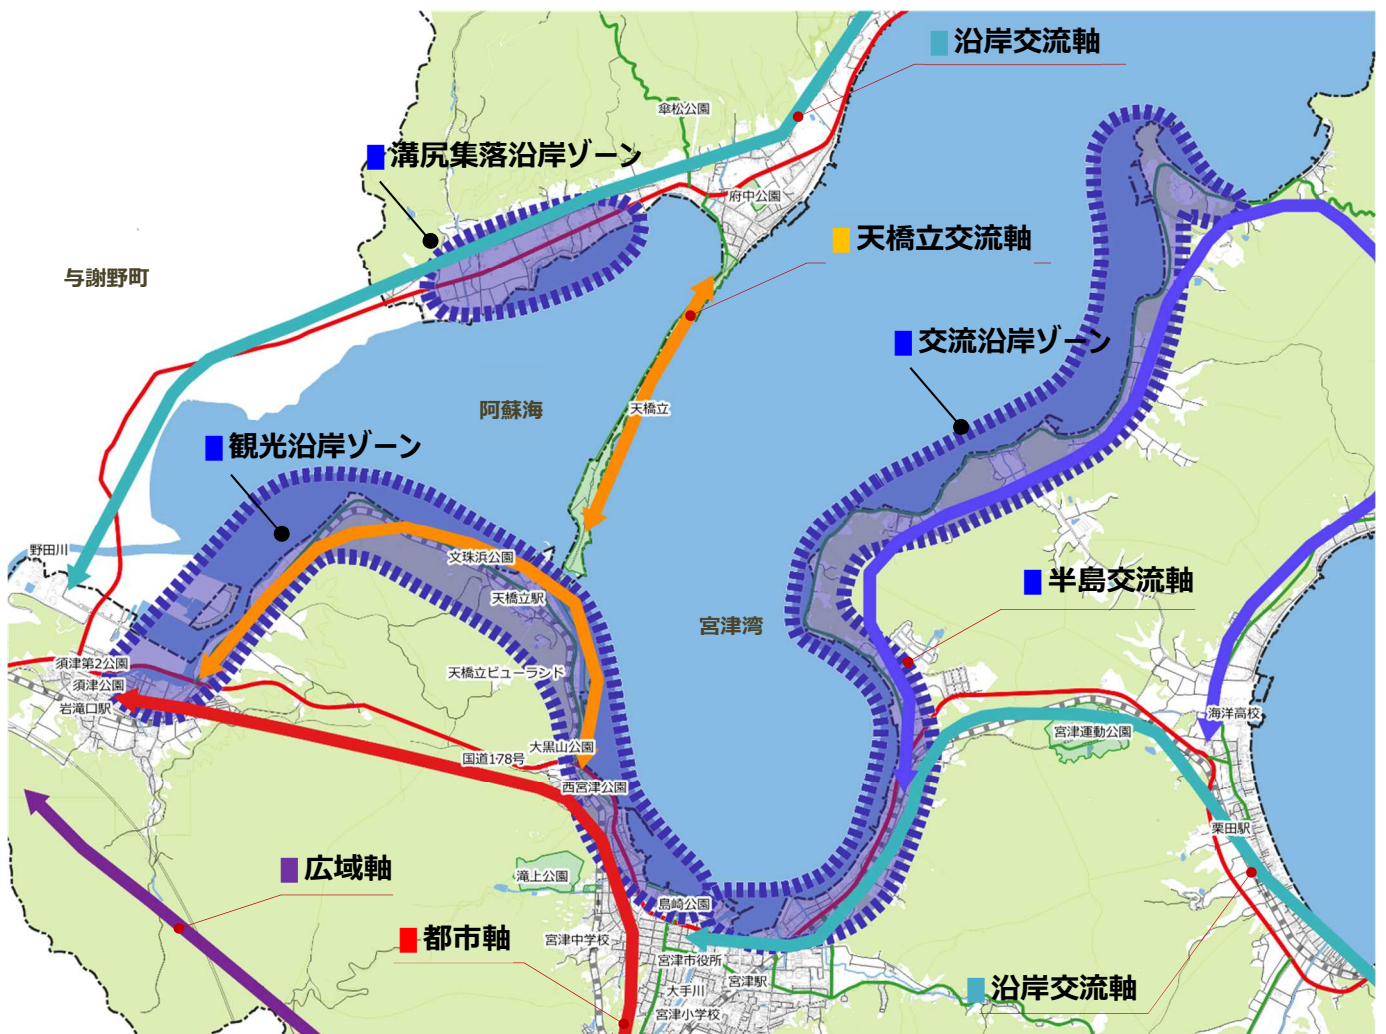 沿岸交流軸
傘松公園
溝尻集落沿岸ゾーン
府中公園
天橋立交流軸
与謝野町
交流沿岸ゾーン
阿蘇海
天橋立
観光沿岸ゾーン
野田川
文珠浜公園
天橋立駅
半島交流軸
宮津湾
須津第2公園
天橋立ビューランド
須津公園
岩滝口駅
海洋高校
宮津運動公園
大黒山公園
国道178号
西宮津公園
栗田駅
広域軸
滝上公園
島崎公園
都市軸
宮津中学校
宮津市役所
宮津駅
大手川
沿岸交流軸
宮津小学校